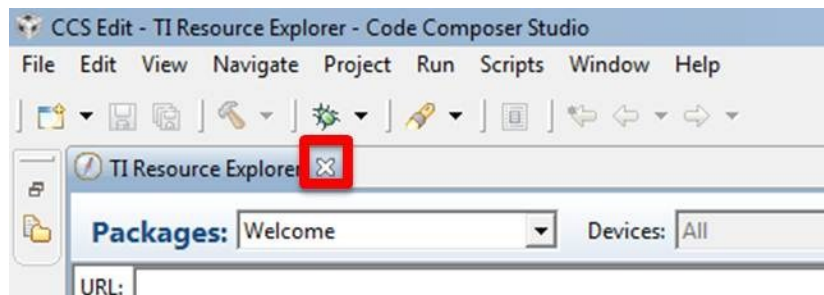 CCS Edit - TI Resource Explorer - Code Composer Studio
File Edit View Navigate Project Run Scripts Window Help
TI Resource Explorer
Packages: Welcome Devices: All
URL: